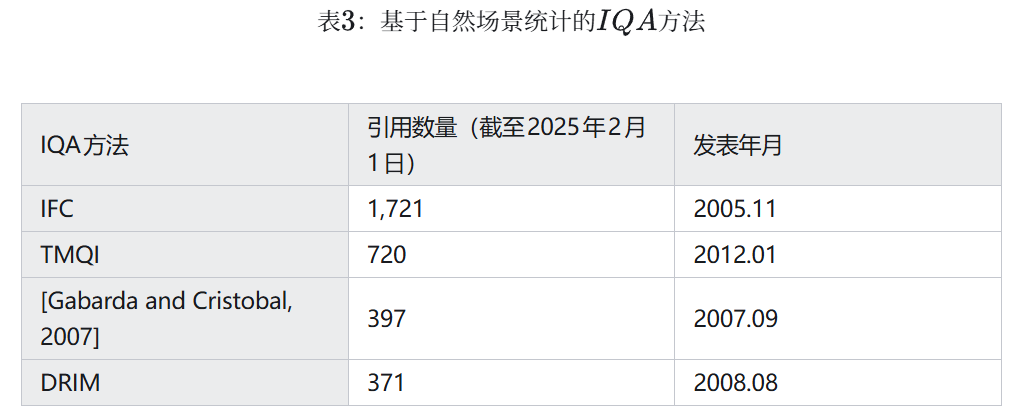 表3：基于自然场景统计的IQA方法
IQA方法
引用数量（截至2025年2月
1日）
发表年月
IFC
1,721
2005.11
TMQI
720
2012.01
[Gabarda and Cristobal,
2007]
397
2007.09
DRIM
371
2008.08